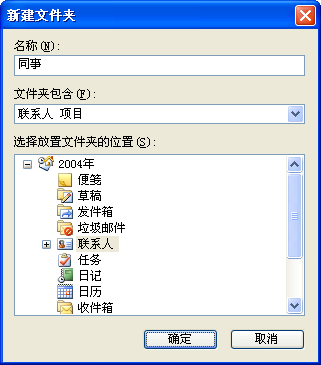 新建文件夹
名称(N):
同事
文件夹包含(F):
联系人 项目
选择放置文件夹的位置(S):
2004年
便笺
草稿
发件箱
垃圾邮件
联系人
任务
日记
日历
收件箱
确定 取消